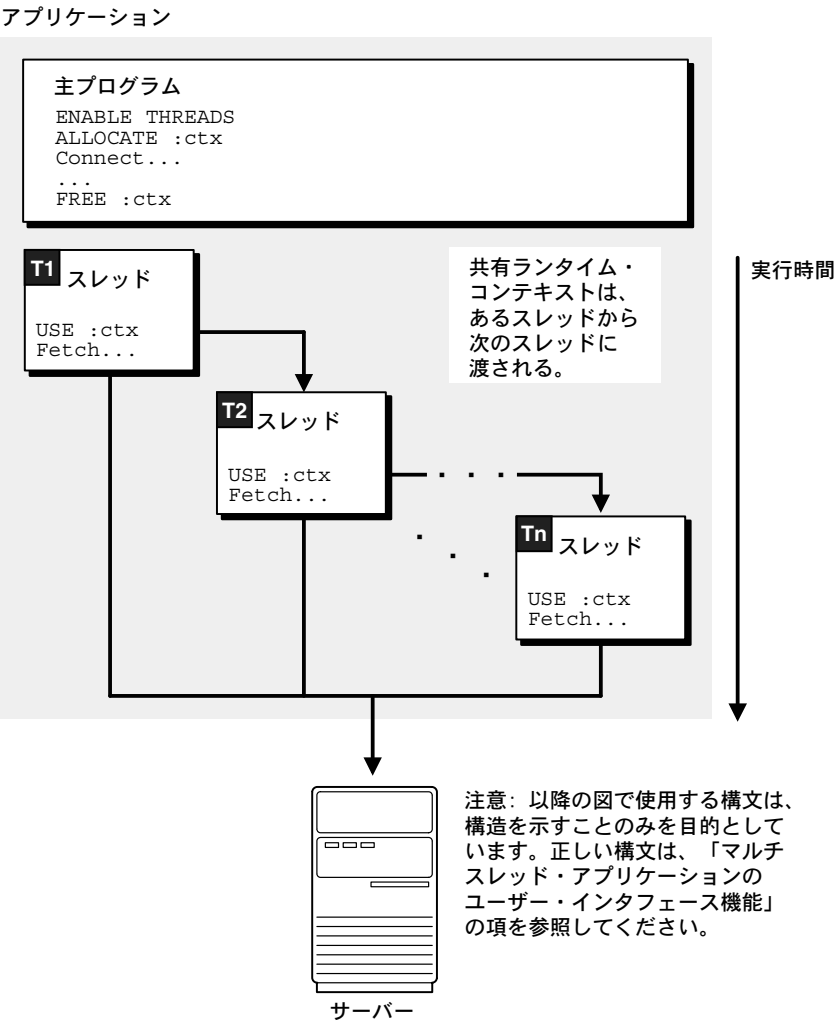 アプリケーション
主プログラム
ENABLE THREADS
ALLOCATE :ctx
Connect...
...
FREE :ctx
T1
スレッド
USE :ctx
Fetch...
共有ランタイム・
コンテキストは、
あるスレッドから
次のスレッドに
渡される。
実行時間
T2
スレッド
USE :ctx
Fetch...
Tn
スレッド
USE :ctx
Fetch...
注意: 以降の図で使用する構文は、
構造を示すことのみを目的として
います。正しい構文は、「マルチ
スレッド・アプリケーションの
ユーザー・インタフェース機能」
の項を参照してください。
サーバー